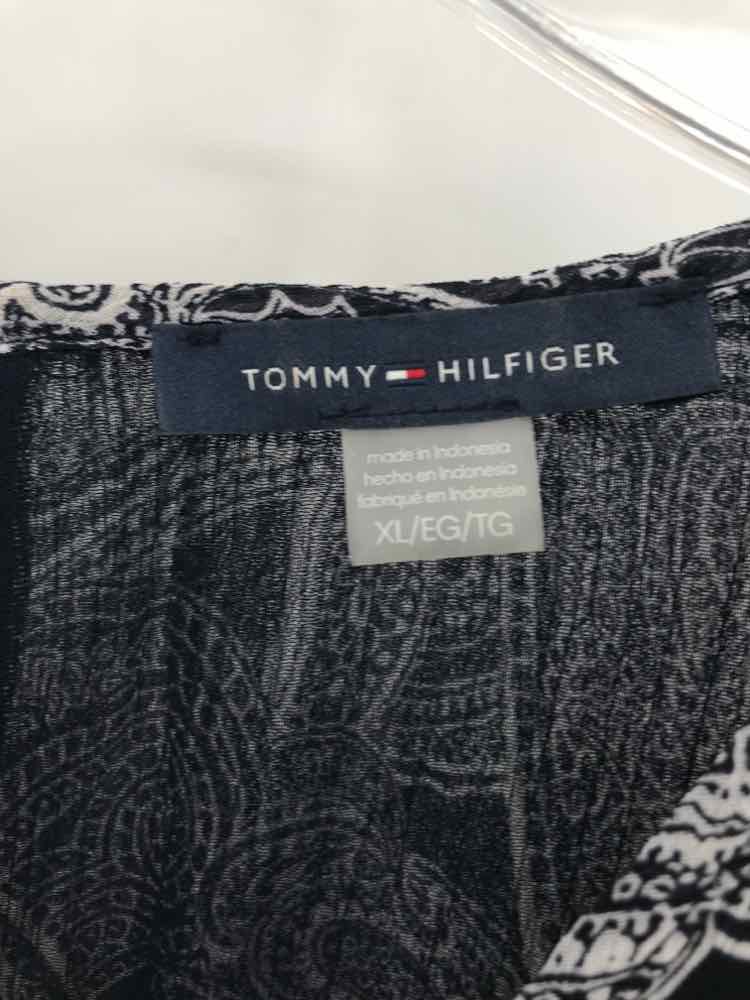 TOMMY HILFIGER
made in Indonesia
hecho en Indonesia
fabriqué en Indonésie
XL/EG/TG